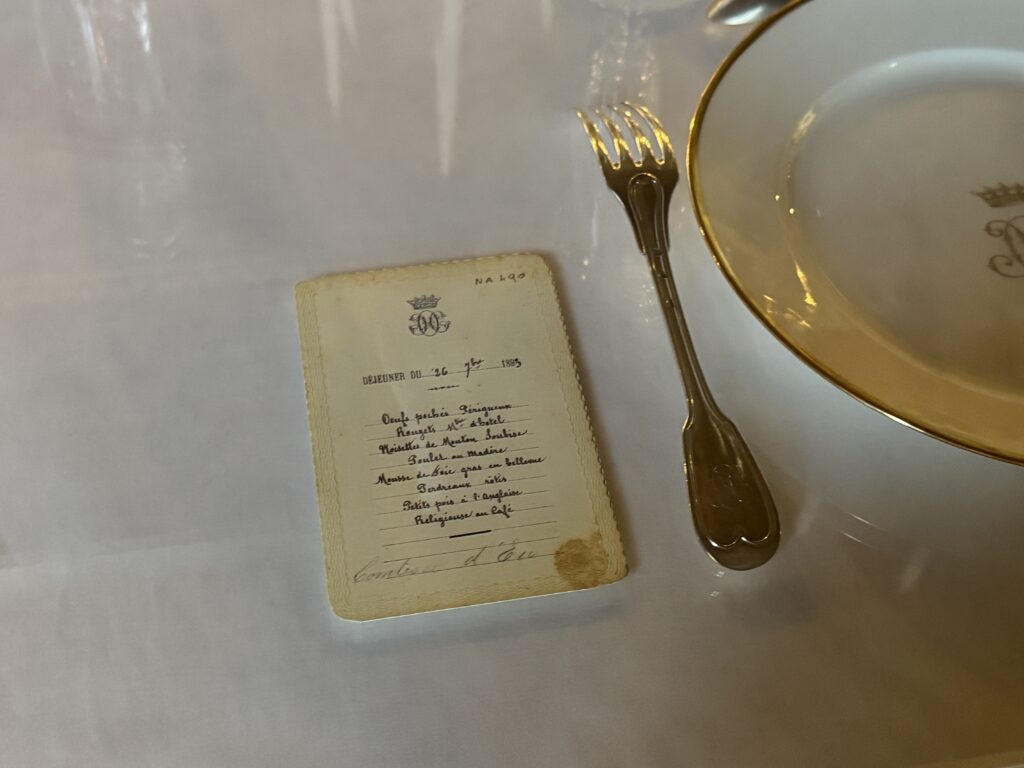 NA 490
DÉJEUNER DU 26 7bre 1893
Oeufs pochés Périgueux
Rougets Mtre d'hôtel
Noisettes de Mouton Soubise
Poulet au Madère
Mousse de foie gras en bellevue
Perdreaux rôtis
Petits pois à l'Anglaise
Religieuse au Café
Comtesse d'Eu